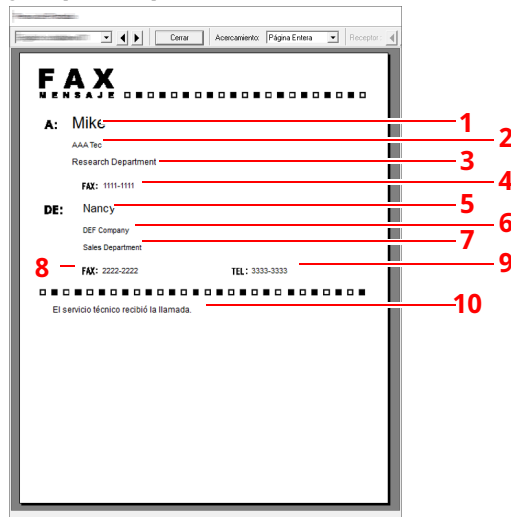 Cerrar Acercamiento: Página Entera Receptor:
FAX
MENSAJE
A: Mike 1
AAA Tec 2
Research Department 3
FAX: 1111-1111 4
DE: Nancy 5
DEF Company 6
Sales Department 7
8 FAX: 2222-2222 TEL: 3333-3333 9
El servicio técnico recibió la llamada. 10